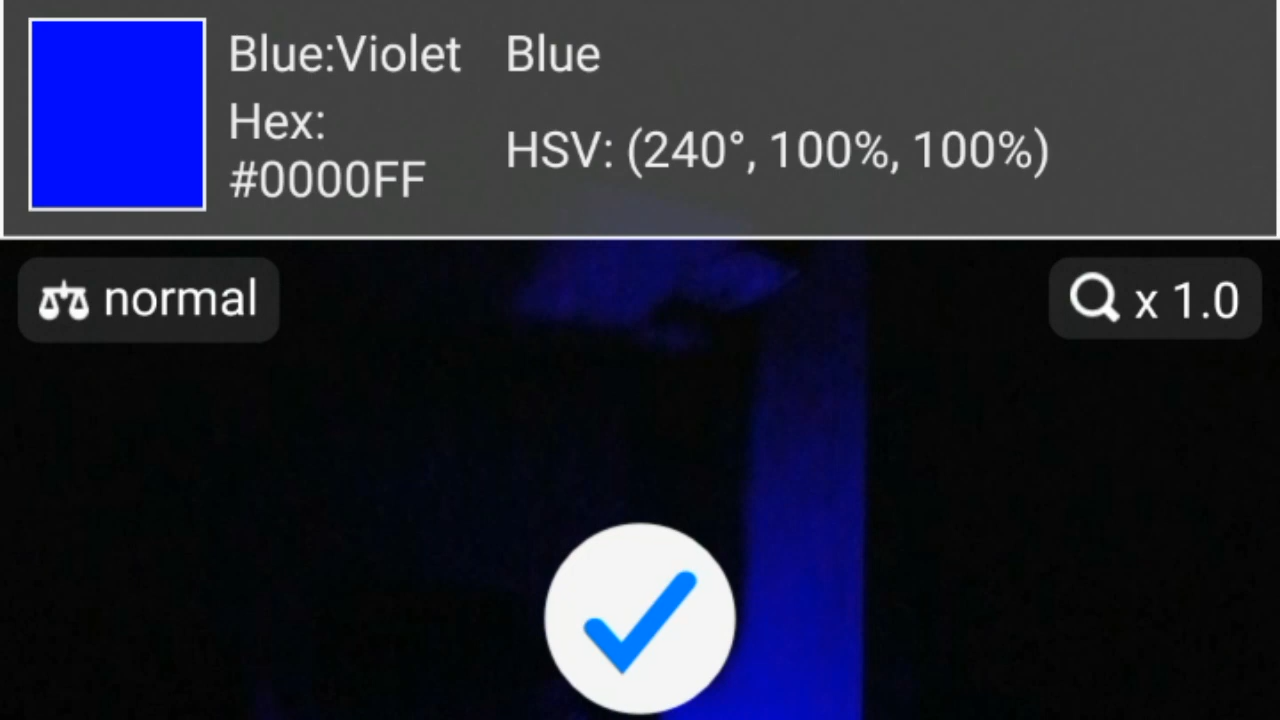 Blue:Violet Blue
Hex:
#0000FF
HSV: (240°, 100%, 100%)
normal
x 1.0